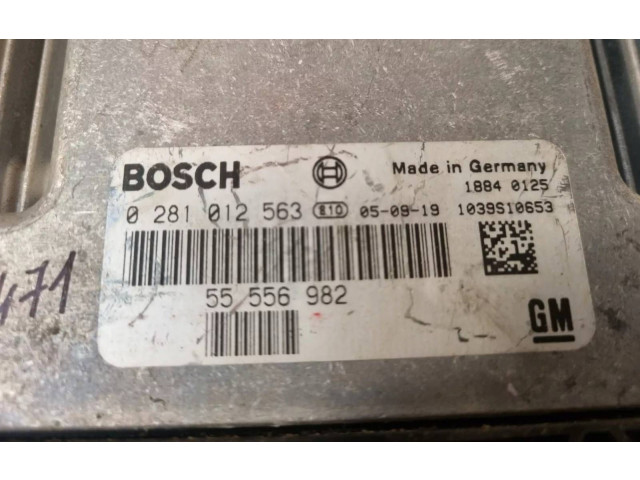 BOSCH
Made in Germany
1884 0125
0 281 012 563 810 05-09-19 1039S10653
55 556 982
GM
471